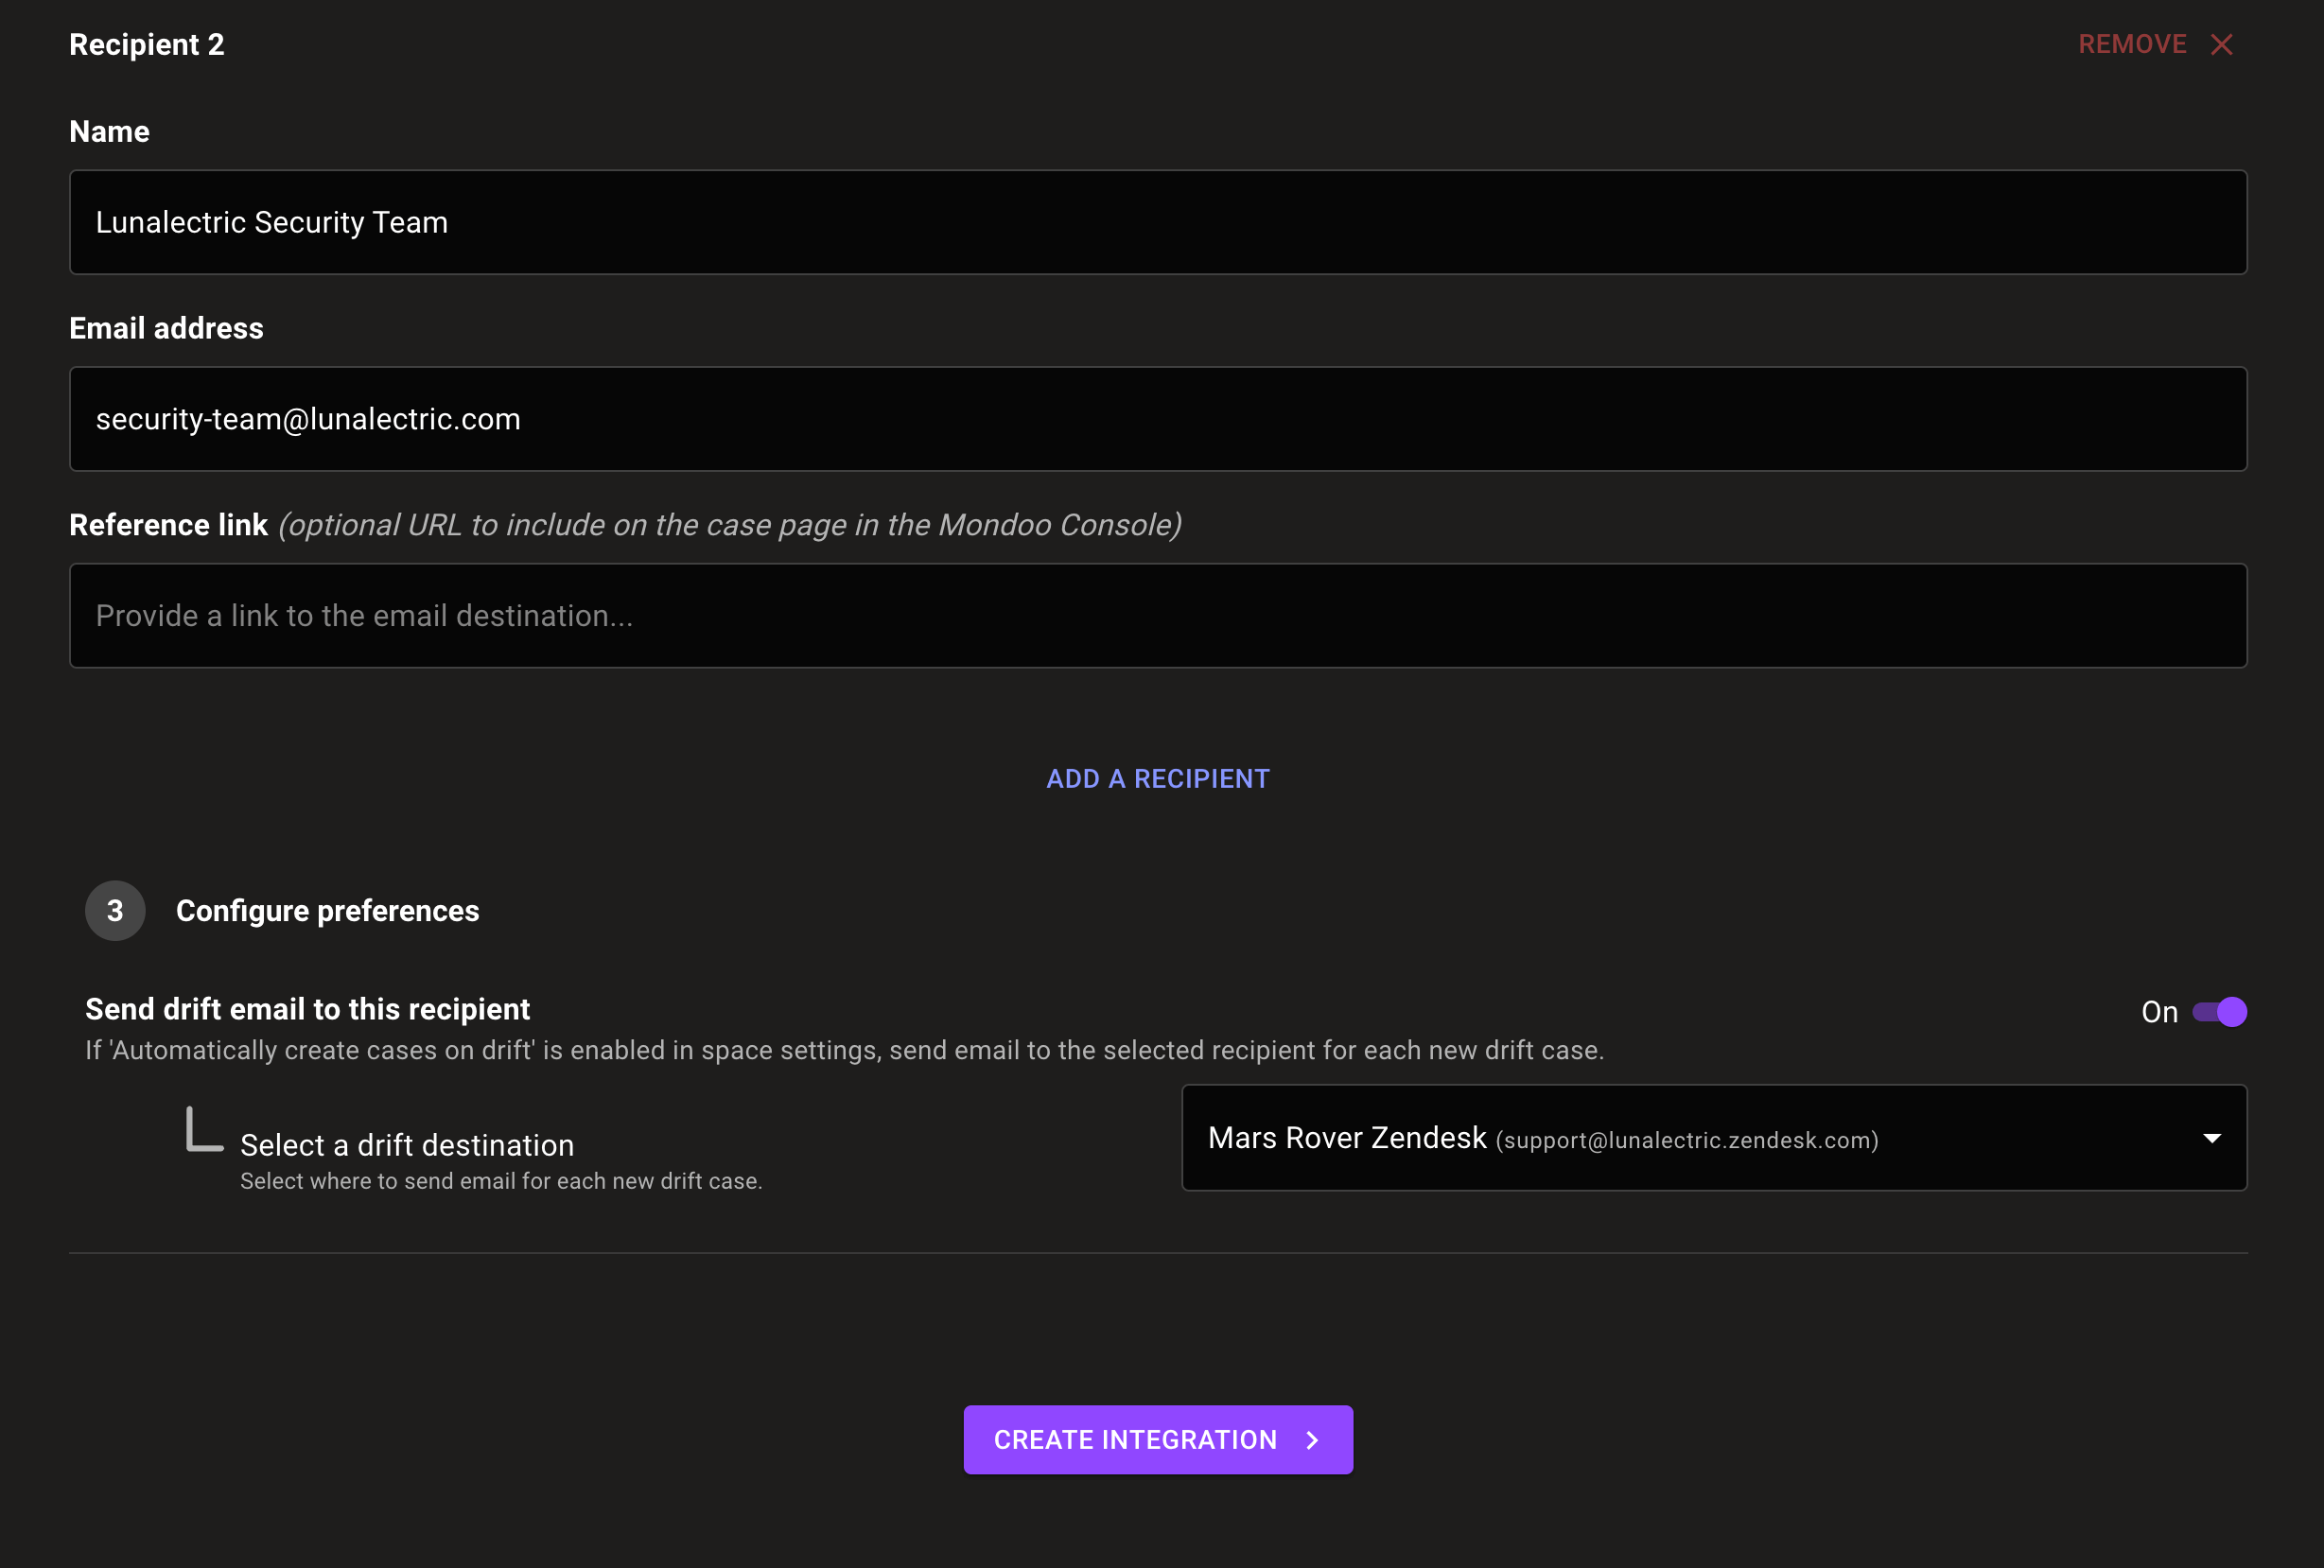 Recipient 2
REMOVE
Name
Lunalectric Security Team
Email address
security-team@lunalectric.com
Reference link (optional URL to include on the case page in the Mondoo Console)
Provide a link to the email destination...
ADD A RECIPIENT
3 Configure preferences
Send drift email to this recipient
On
If 'Automatically create cases on drift' is enabled in space settings, send email to the selected recipient for each new drift case.
Select a drift destination
Select where to send email for each new drift case.
Mars Rover Zendesk (support@lunalectric.zendesk.com)
CREATE INTEGRATION